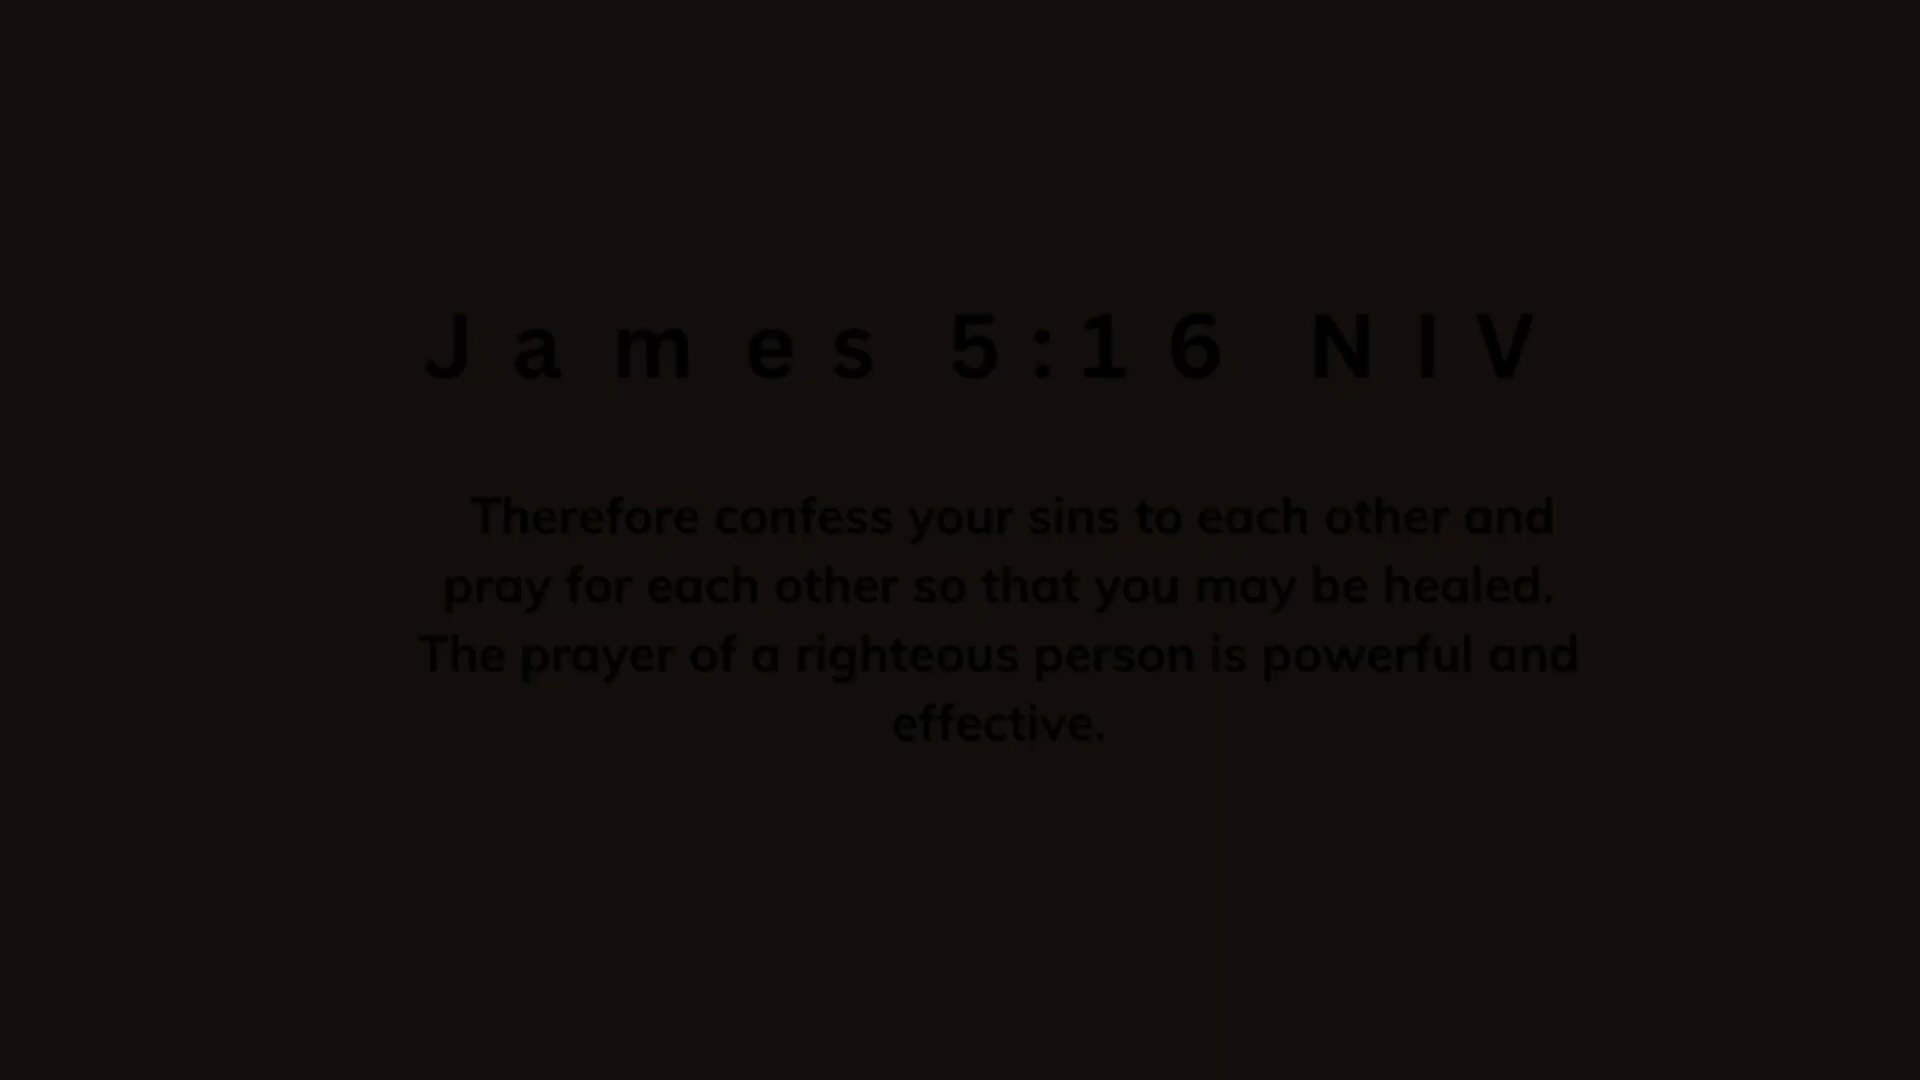 James 5:16 NIV
Therefore confess your sins to each other and
pray for each other so that you may be healed.
The prayer of a righteous person is powerful and
effective.